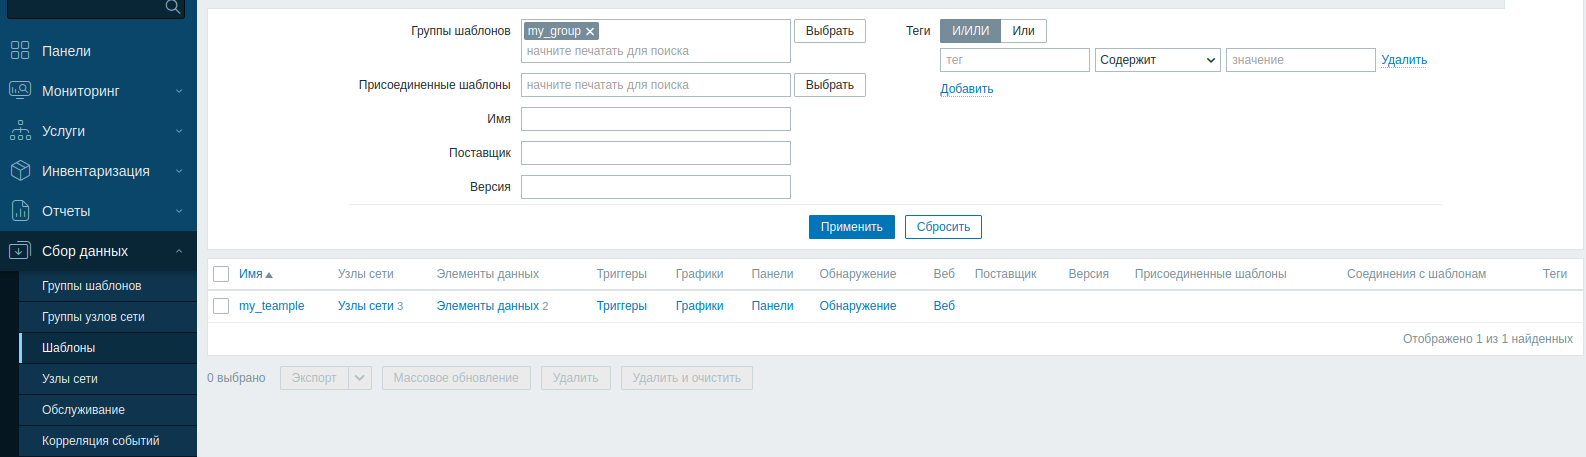 Панели
Мониторинг
Услуги
Инвентаризация
Отчеты
Сбор данных
Группы шаблонов
Группы узлов сети
Шаблоны
Узлы сети
Обслуживание
Корреляция событий
Группы шаблонов my_group Выбрать Теги И/ИЛИ Или
начните печатать для поиска
тег Содержит значение Удалить
Присоединенные шаблоны начните печатать для поиска Выбрать Добавить
Имя
Поставщик
Версия
Применить Сбросить
Имя Узлы сети Элементы данных Триггеры Графики Панели Обнаружение Веб Поставщик Версия Присоединенные шаблоны Соединения с шаблонам Теги
my_teample Узлы сети 3 Элементы данных 2 Триггеры Графики Панели Обнаружение Веб
Отображено 1 из 1 найденных
0 выбрано Экспорт Массовое обновление Удалить Удалить и очистить